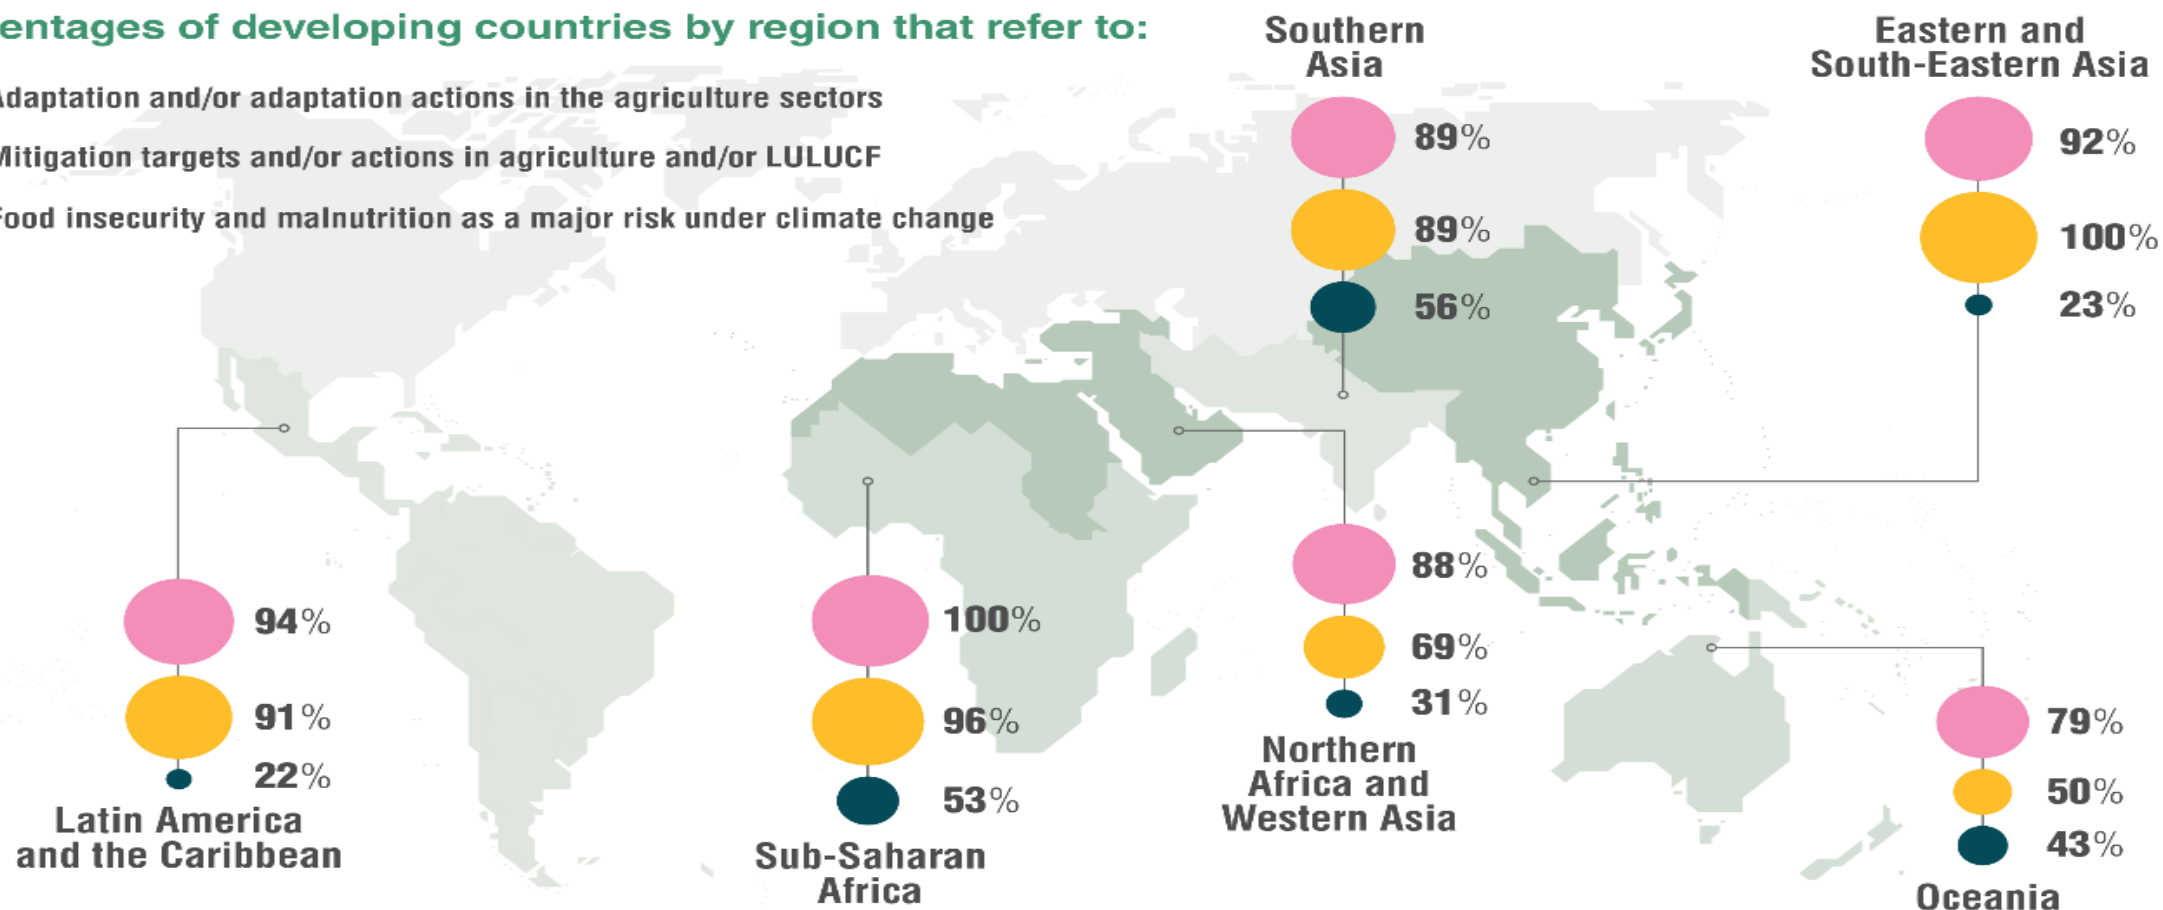 entages of developing countries by region that refer to:
Adaptation and/or adaptation actions in the agriculture sectors
Mitigation targets and/or actions in agriculture and/or LULUCF
Food insecurity and malnutrition as a major risk under climate change
Southern
Asia
89%
89%
56%
Eastern and
South-Eastern Asia
92%
100%
23%
94%
91%
22%
Latin America
and the Caribbean
100%
96%
53%
Sub-Saharan
Africa
88%
69%
31%
Northern
Africa and
Western Asia
79%
50%
43%
Oceania